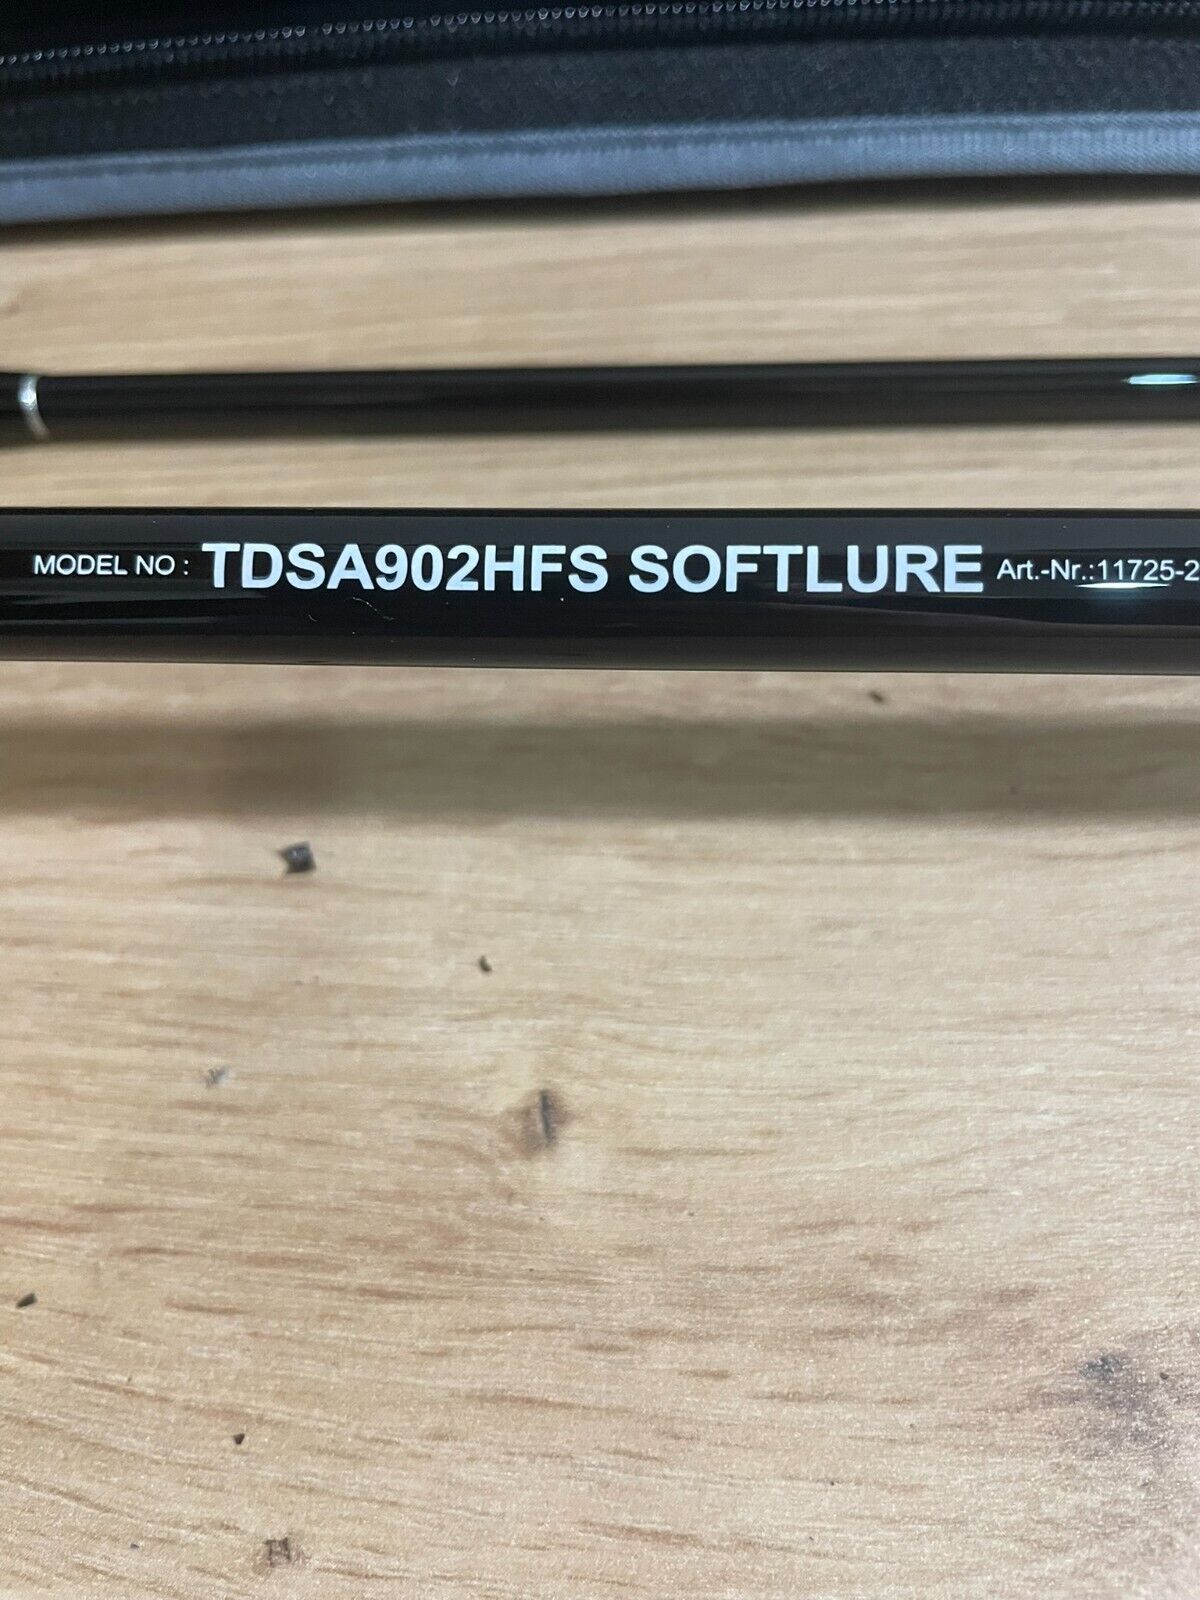 MODEL NO : TDSA902HFS SOFTLURE Art.-Nr.:11725-2